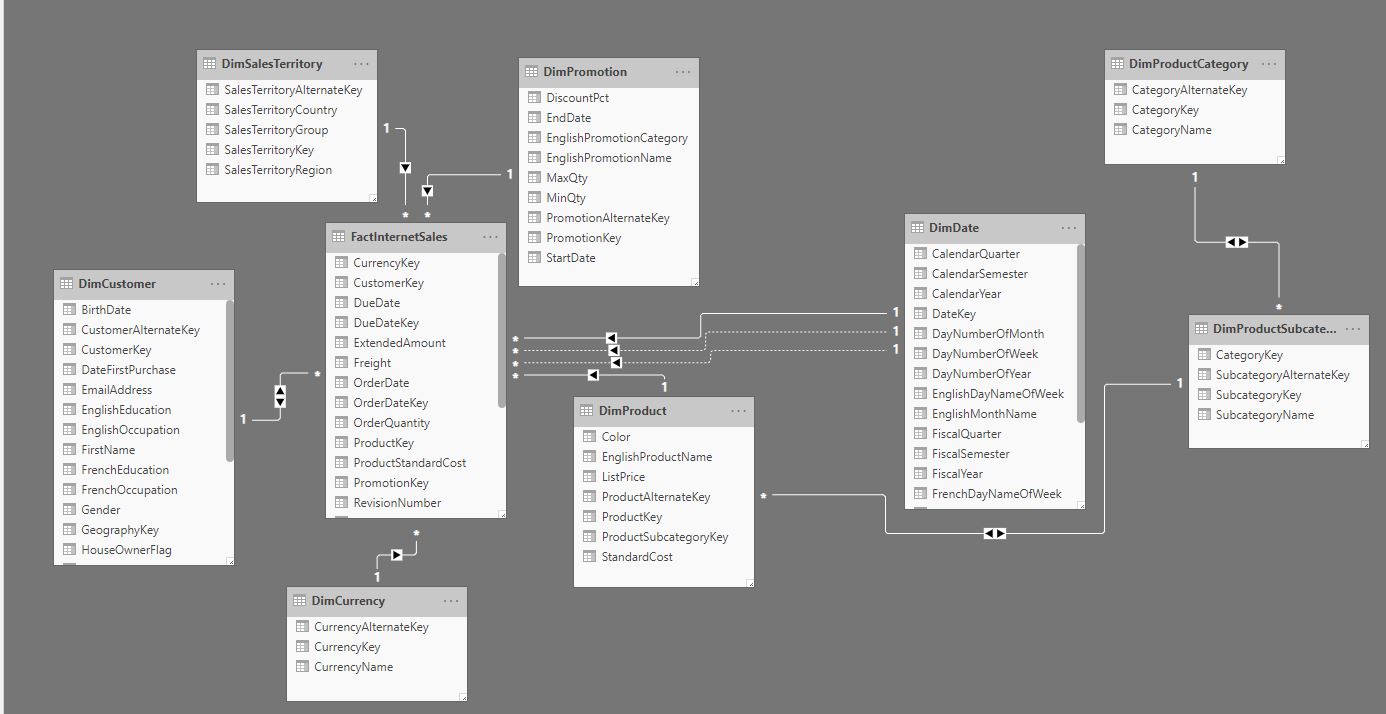 DimSalesTerritory ...
SalesTerritoryAlternateKey
SalesTerritoryCountry
SalesTerritoryGroup
SalesTerritoryKey
SalesTerritoryRegion
1
*
DimPromotion ...
DiscountPct
EndDate
EnglishPromotionCategory
EnglishPromotionName
MaxQty
MinQty
PromotionAlternateKey
PromotionKey
StartDate
1
*
DimProductCategory ...
CategoryAlternateKey
CategoryKey
CategoryName
1
*
FactInternetSales ...
CurrencyKey
CustomerKey
DueDate
DueDateKey
ExtendedAmount
Freight
OrderDate
OrderDateKey
OrderQuantity
ProductKey
ProductStandardCost
PromotionKey
RevisionNumber
DimDate ...
CalendarQuarter
CalendarSemester
CalendarYear
DateKey
DayNumberOfMonth
DayNumberOfWeek
DayNumberOfYear
EnglishDayNameOfWeek
EnglishMonthName
FiscalQuarter
FiscalSemester
FiscalYear
FrenchDayNameOfWeek
* 1
* 1
* 1
* 1
DimCustomer ...
BirthDate
CustomerAlternateKey
CustomerKey
DateFirstPurchase
EmailAddress
EnglishEducation
EnglishOccupation
FirstName
FrenchEducation
FrenchOccupation
Gender
GeographyKey
HouseOwnerFlag
1 *
DimProductSubcate... ...
CategoryKey
SubcategoryAlternateKey
SubcategoryKey
SubcategoryName
1
*
DimProduct ...
Color
EnglishProductName
ListPrice
ProductAlternateKey
ProductKey
ProductSubcategoryKey
StandardCost
*
1
DimCurrency ...
CurrencyAlternateKey
CurrencyKey
CurrencyName